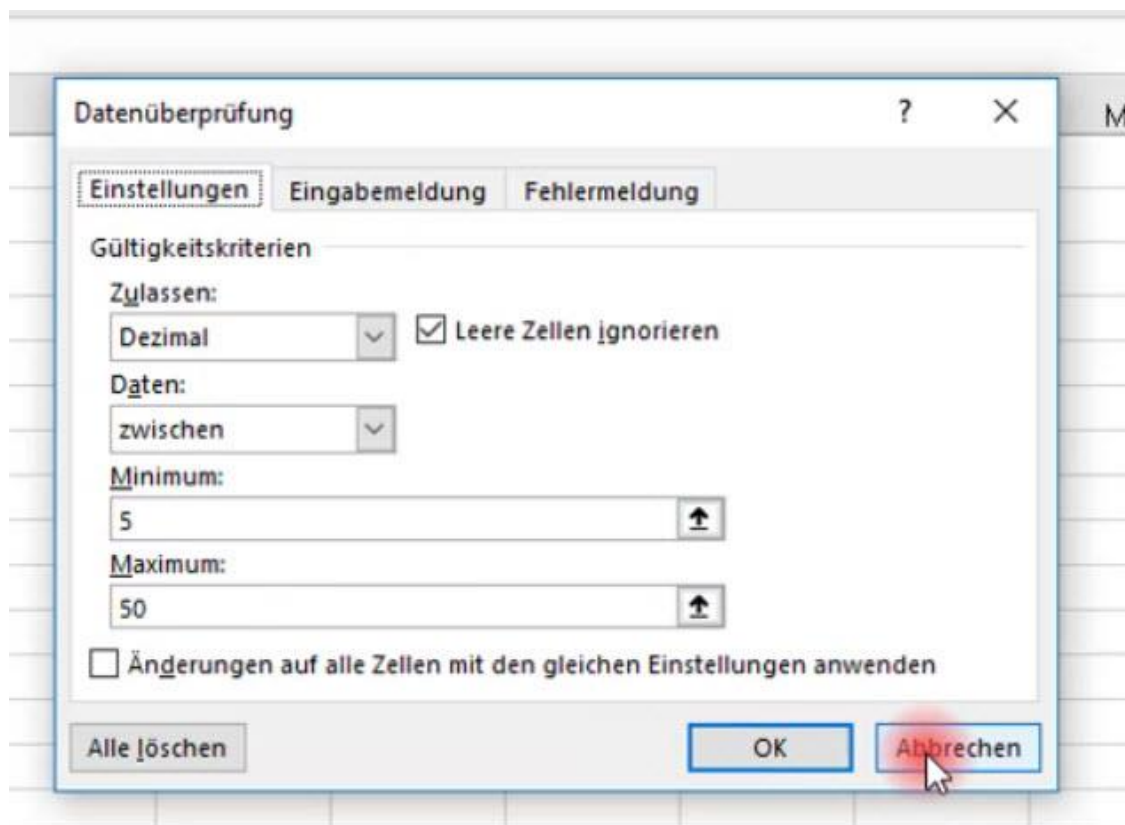 Datenüberprüfung ? ✕
M
Einstellungen Eingabemeldung Fehlermeldung
Gültigkeitskriterien
Zulassen:
Dezimal Leere Zellen ignorieren
Daten:
zwischen
Minimum:
5
Maximum:
50
Änderungen auf alle Zellen mit den gleichen Einstellungen anwenden
Alle löschen OK Abbrechen